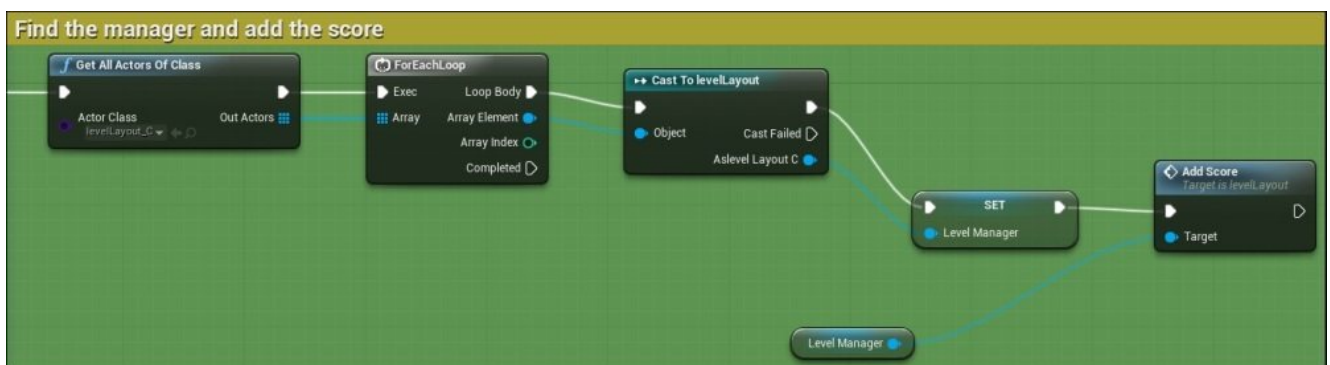 Find the manager and add the score
f Get All Actors Of Class
Actor Class
levelLayout_C
Out Actors
ForEachLoop
Exec
Loop Body
Array
Array Element
Array Index
Completed
Cast To levelLayout
Object
Cast Failed
Aslevel Layout C
SET
Level Manager
Add Score
Target is levelLayout
Target
Level Manager